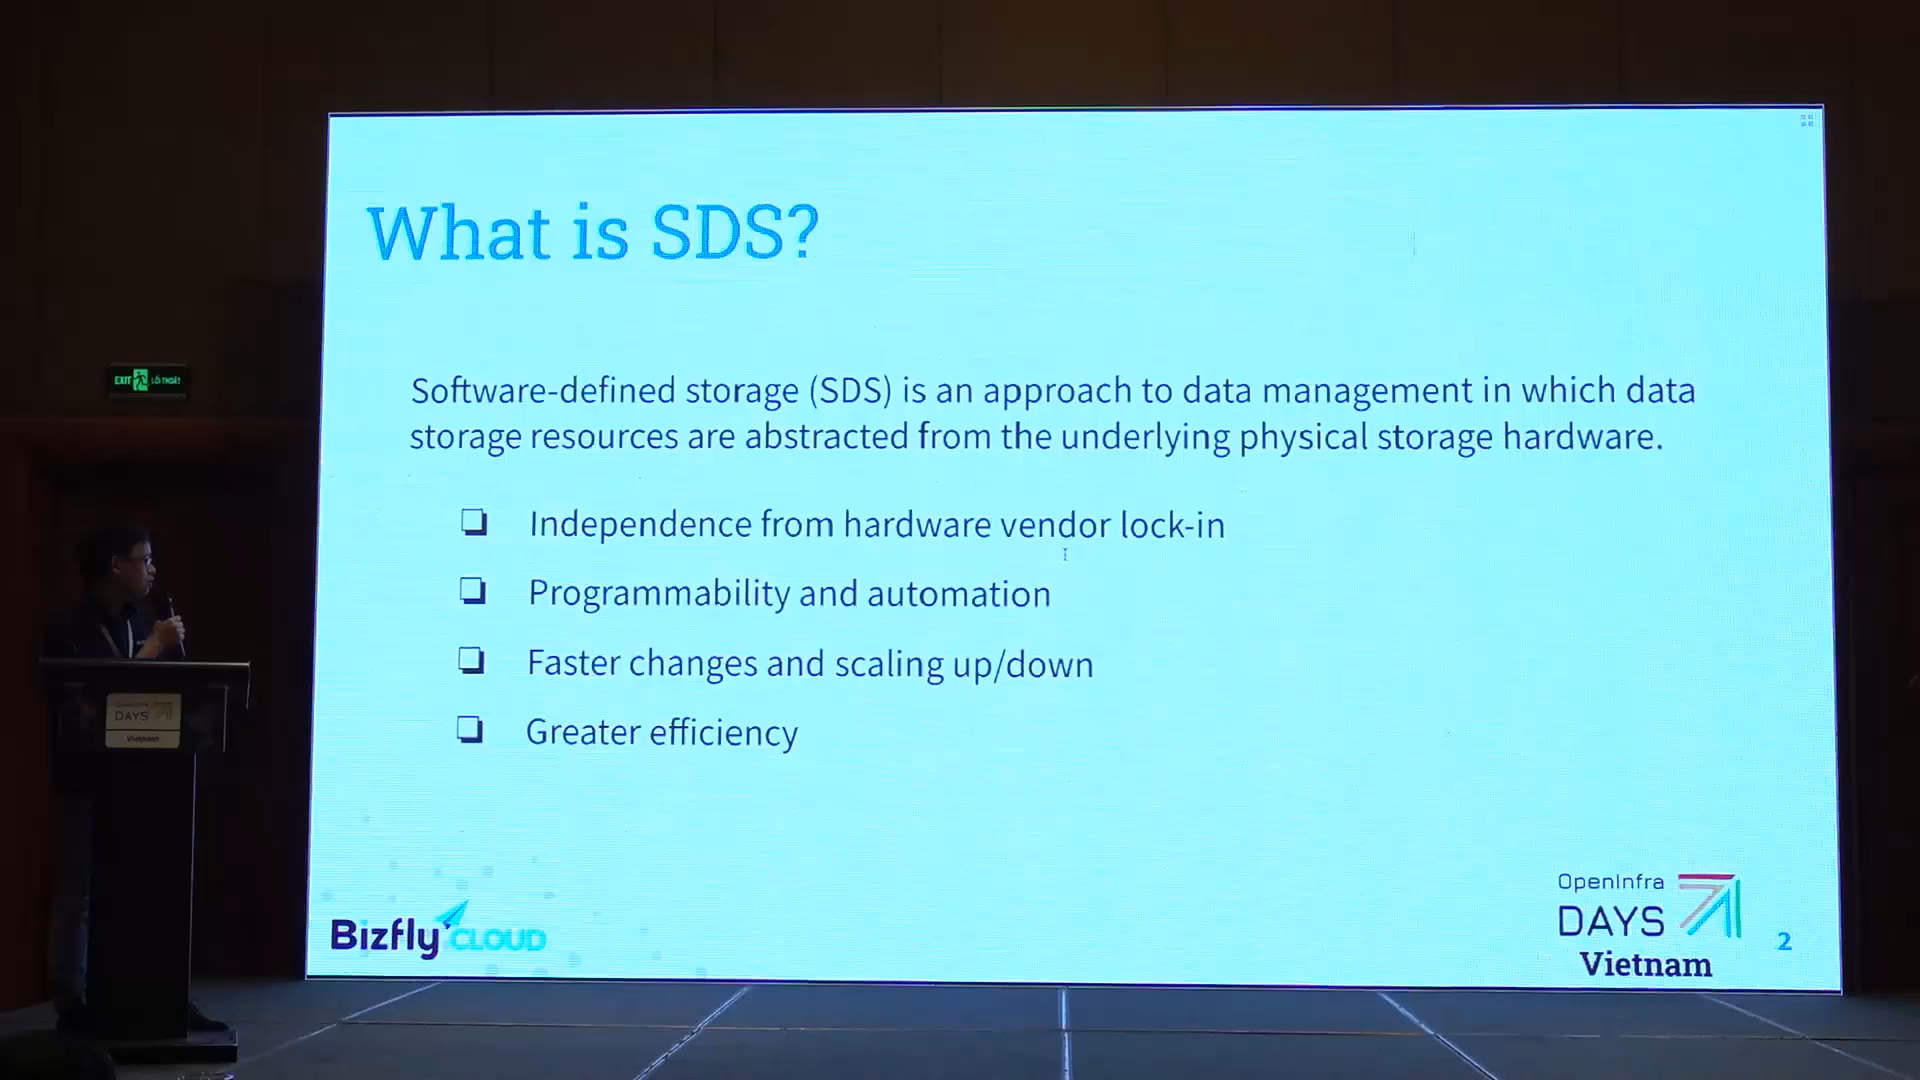 What is SDS?
Software-defined storage (SDS) is an approach to data management in which data
storage resources are abstracted from the underlying physical storage hardware.
❏ Independence from hardware vendor lock-in
❏ Programmability and automation
❏ Faster changes and scaling up/down
❏ Greater efficiency
Bizfly CLOUD
OpenInfra
DAYS
Vietnam
2
EXIT LỐI THOÁT
DAYS
Vietnam